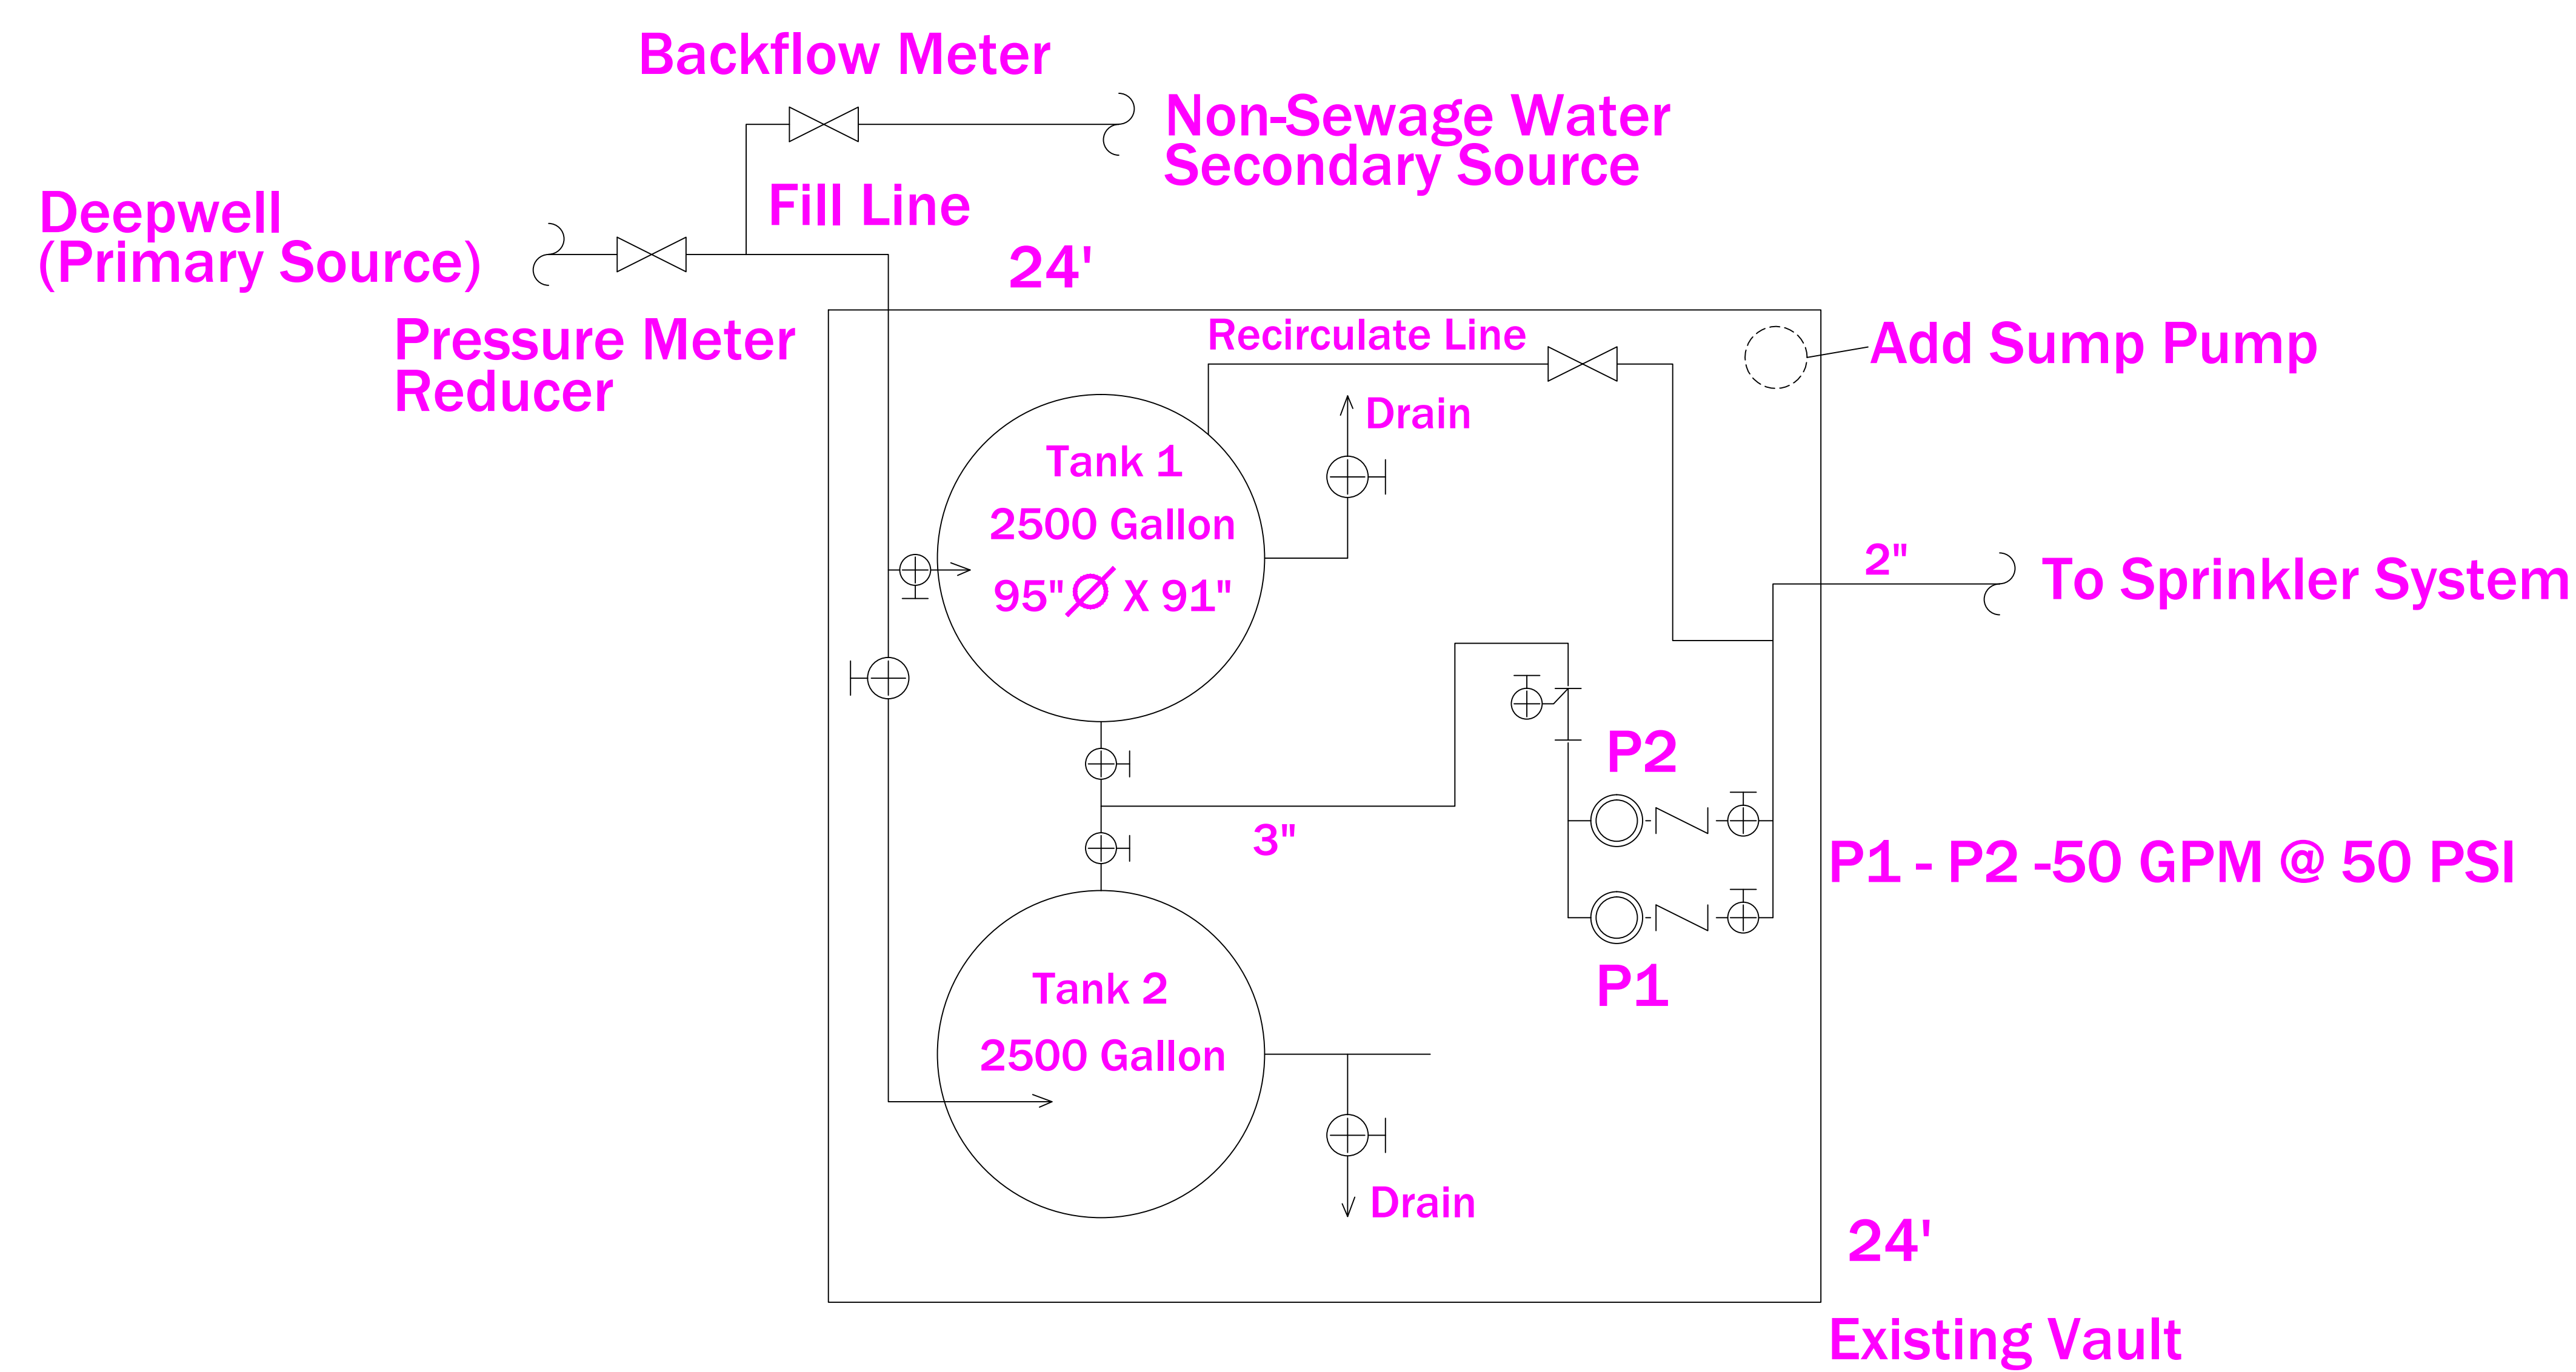 Backflow Meter
Non-Sewage Water
Secondary Source
Deepwell
(Primary Source)
Fill Line
24'
Pressure Meter
Reducer
Recirculate Line
Add Sump Pump
Drain
Tank 1
2500 Gallon
95"Ø X 91"
2"
To Sprinkler System
P2
3"
P1 - P2 -50 GPM @ 50 PSI
P1
Tank 2
2500 Gallon
Drain
24'
Existing Vault